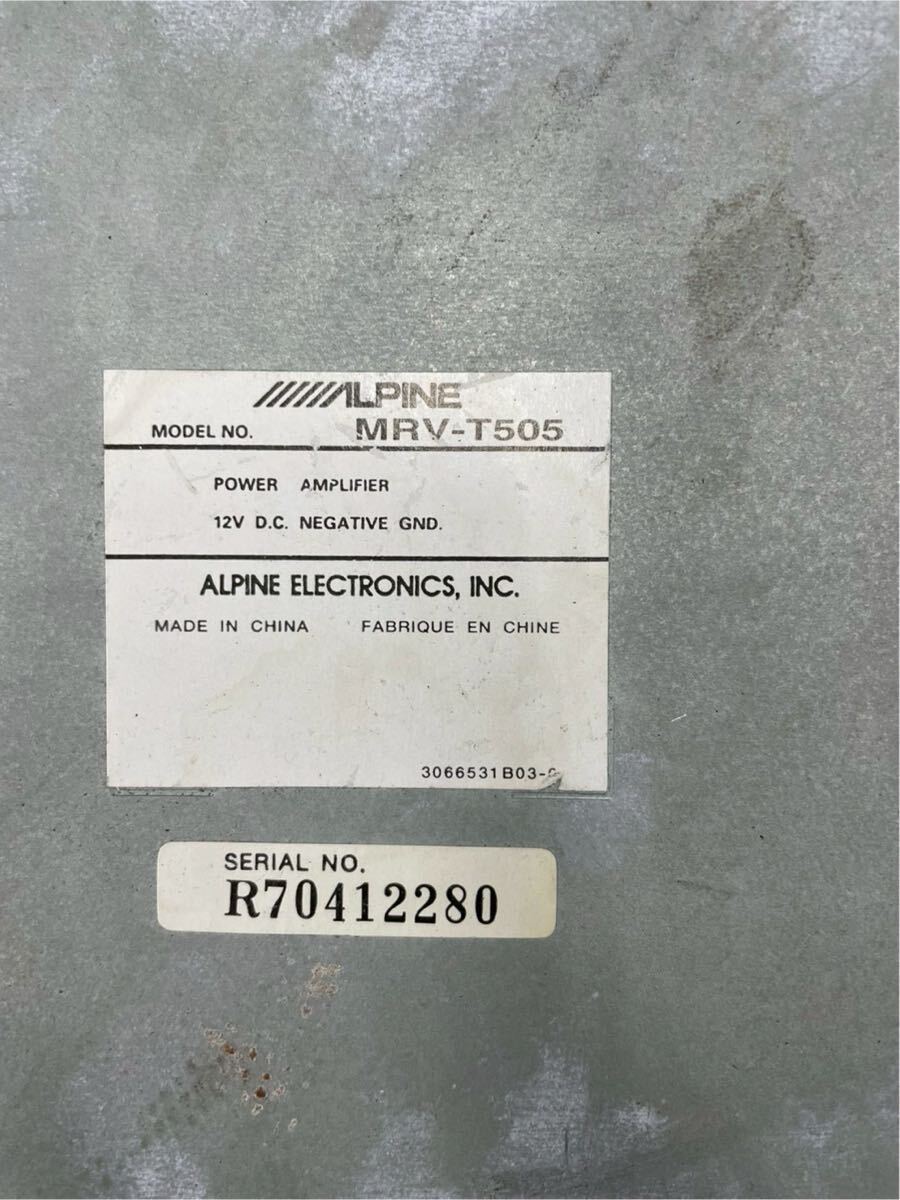 ALPINE
MODEL NO. MRV-T505
POWER AMPLIFIER
12V D.C. NEGATIVE GND.
ALPINE ELECTRONICS, INC.
MADE IN CHINA FABRIQUE EN CHINE
SERIAL NO.
R70412280